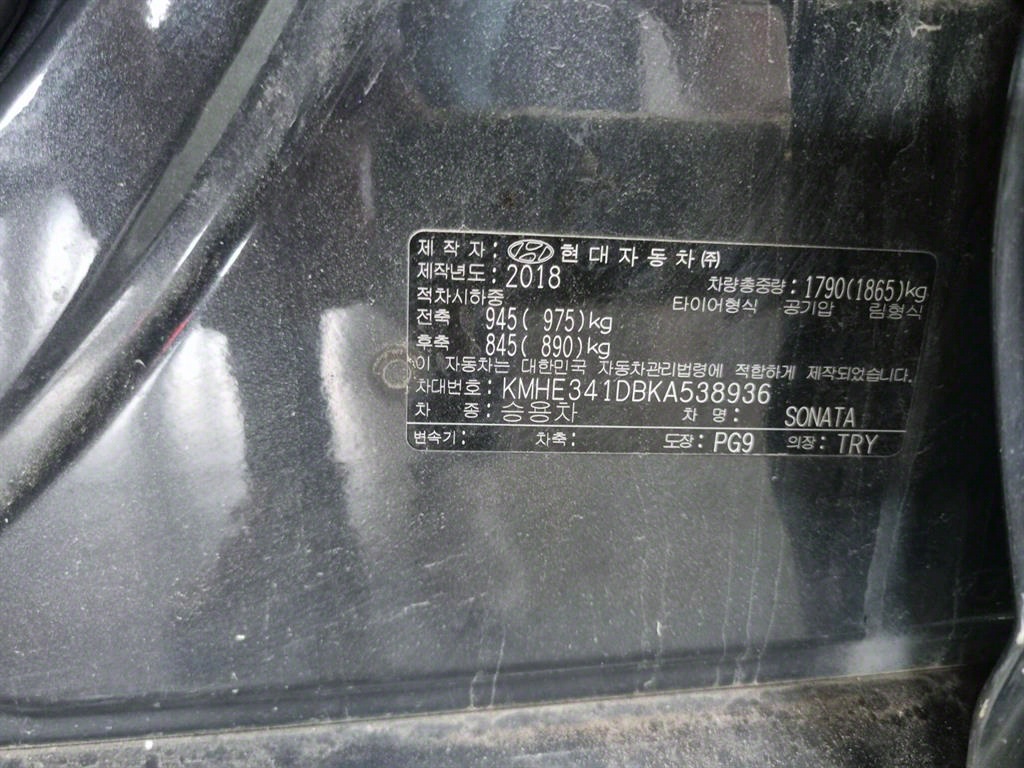 제 작 자 : 현 대 자 동 차 ㈜
제작년도 : 2018 차량총중량 : 1790(1865)kg
적차시하중 타이어형식 공기압 림형식
전축 945( 975)kg
후축 845( 890)kg
이 자동차는 대한민국 자동차관리법령에 적합하게 제작되었습니다.
차대번호 : KMHE341DBKA538936
차 종 : 승용차 차 명 : SONATA
변속기 : 차축 : 도장 : PG9 의장 : TRY